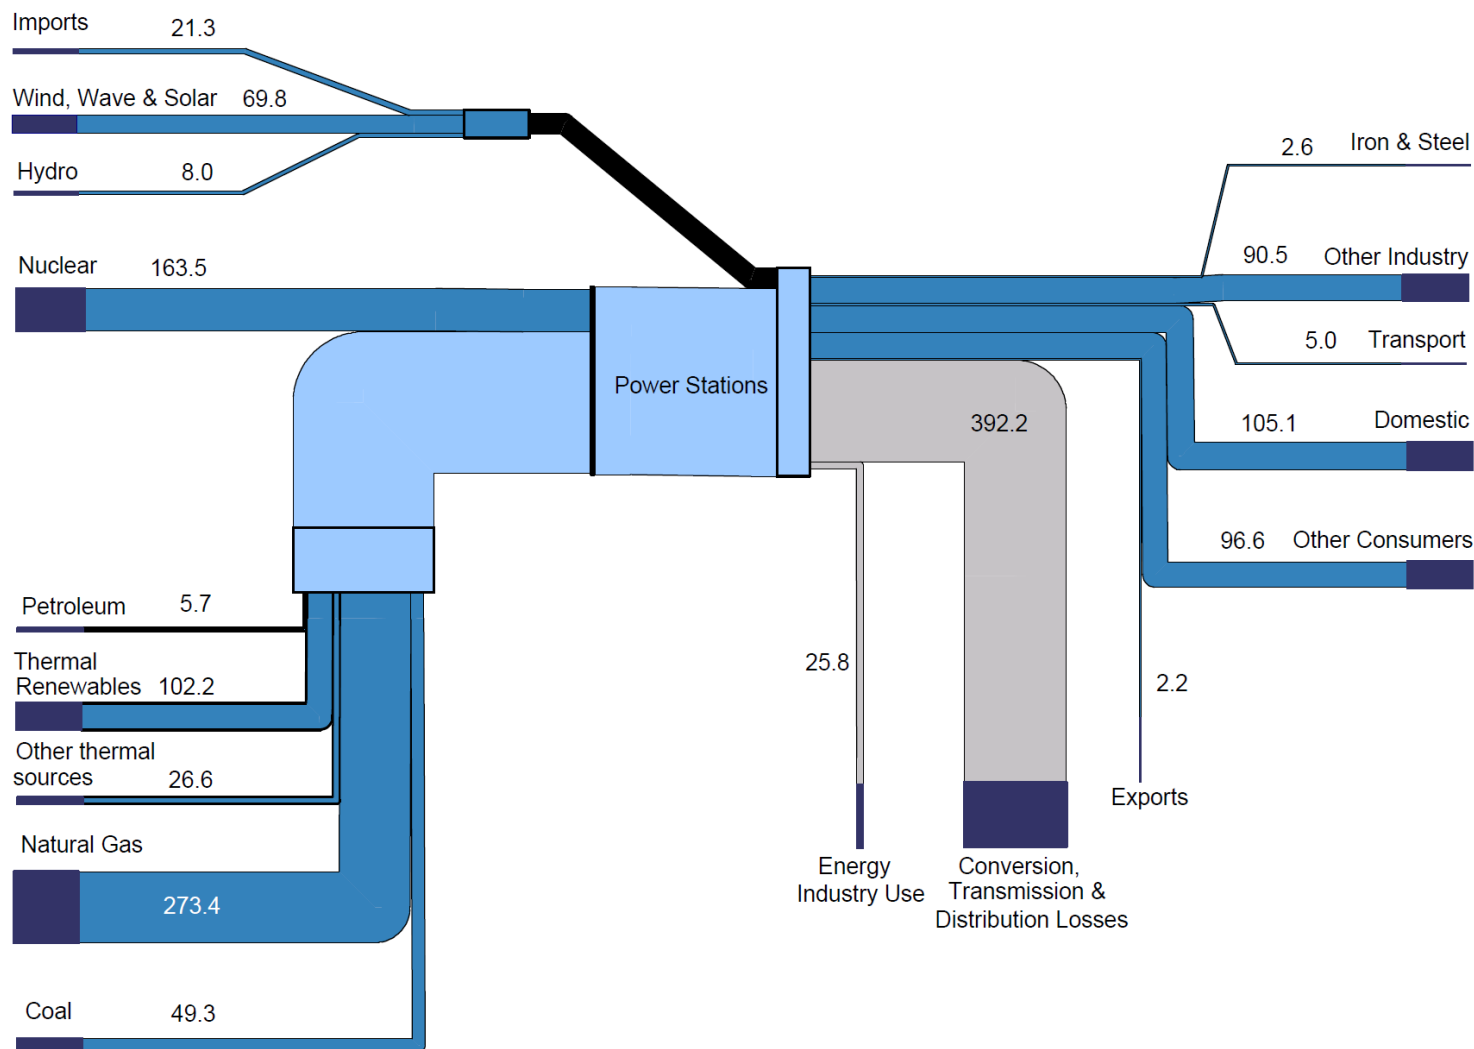 Imports 21.3
Wind, Wave & Solar 69.8
Hydro 8.0
Nuclear 163.5
Power Stations
Petroleum 5.7
Thermal
Renewables 102.2
Other thermal
sources 26.6
Natural Gas
273.4
Coal 49.3
2.6 Iron & Steel
90.5 Other Industry
5.0 Transport
105.1 Domestic
96.6 Other Consumers
392.2
25.8
2.2
Exports
Energy
Industry Use
Conversion,
Transmission &
Distribution Losses